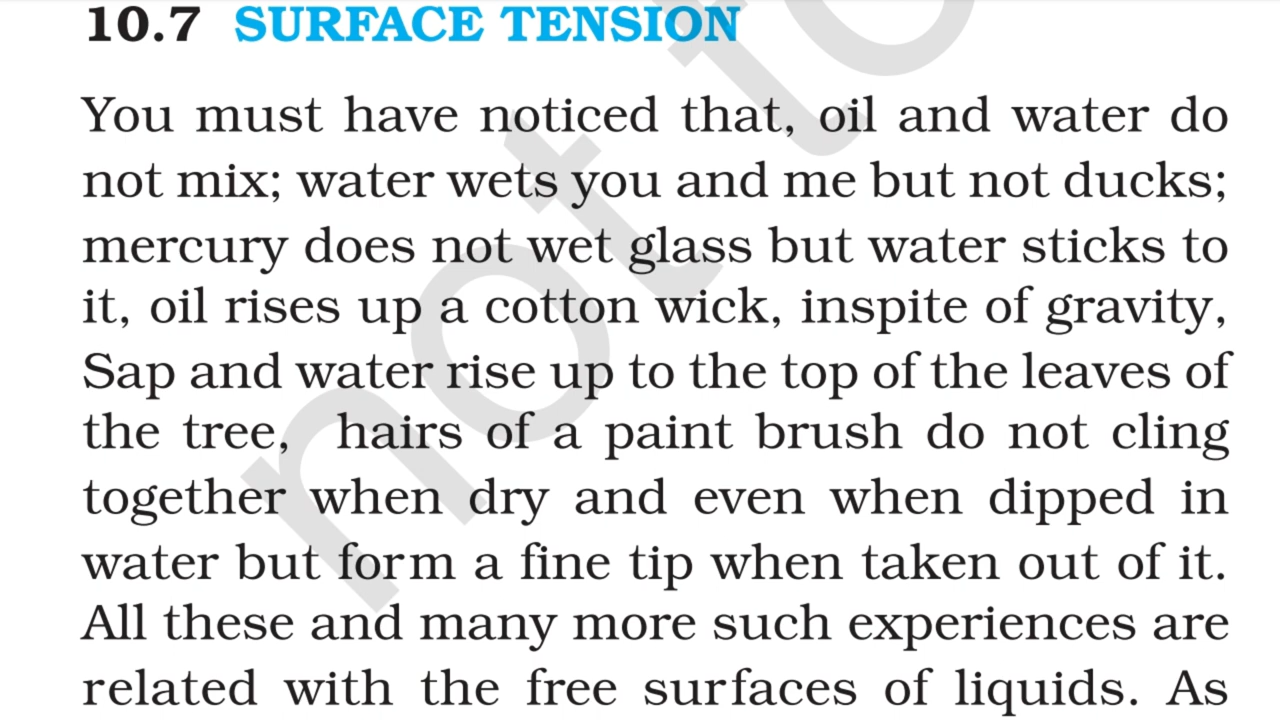 10.7 SURFACE TENSION
You must have noticed that, oil and water do
not mix; water wets you and me but not ducks;
mercury does not wet glass but water sticks to
it, oil rises up a cotton wick, inspite of gravity,
Sap and water rise up to the top of the leaves of
the tree, hairs of a paint brush do not cling
together when dry and even when dipped in
water but form a fine tip when taken out of it.
All these and many more such experiences are
related with the free surfaces of liquids. As
not to